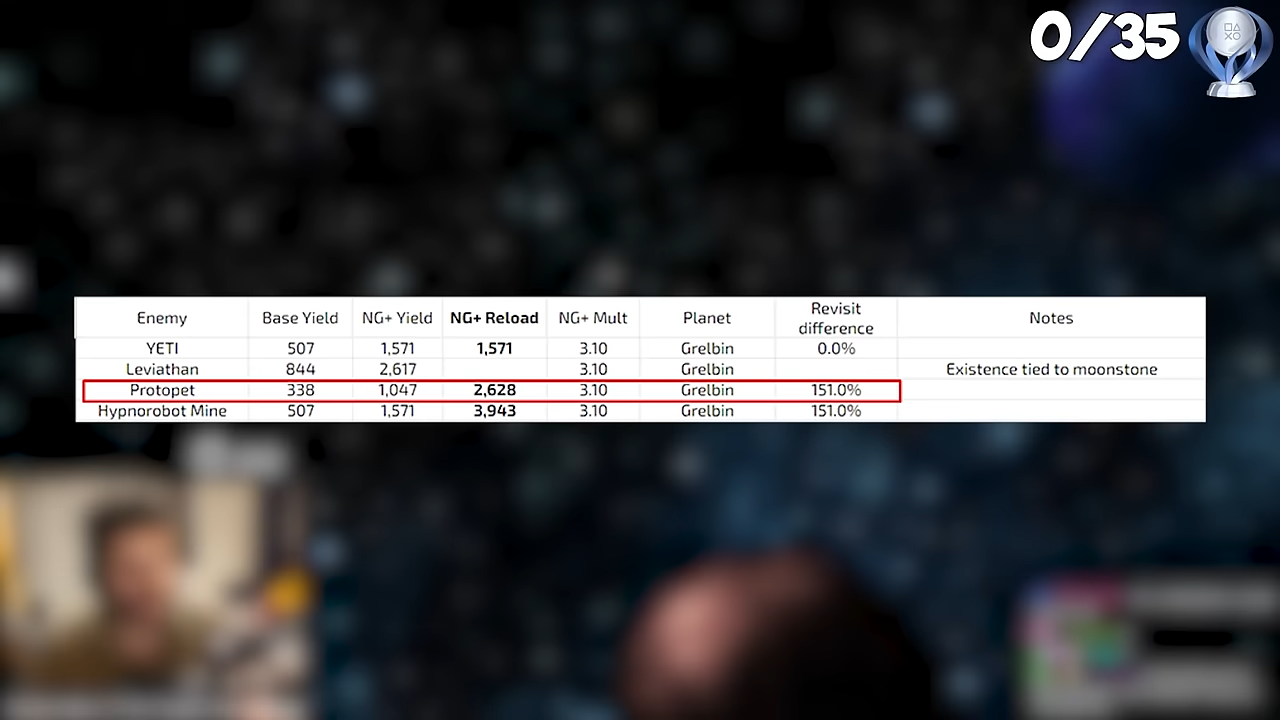 0/35
Enemy Base Yield NG+ Yield NG+ Reload NG+ Mult Planet Revisit difference Notes
YETI 507 1,571 1,571 3.10 Grelbin 0.0%
Leviathan 844 2,617 3.10 Grelbin Existence tied to moonstone
Protopet 338 1,047 2,628 3.10 Grelbin 151.0%
Hypnorobot Mine 507 1,571 3,943 3.10 Grelbin 151.0%